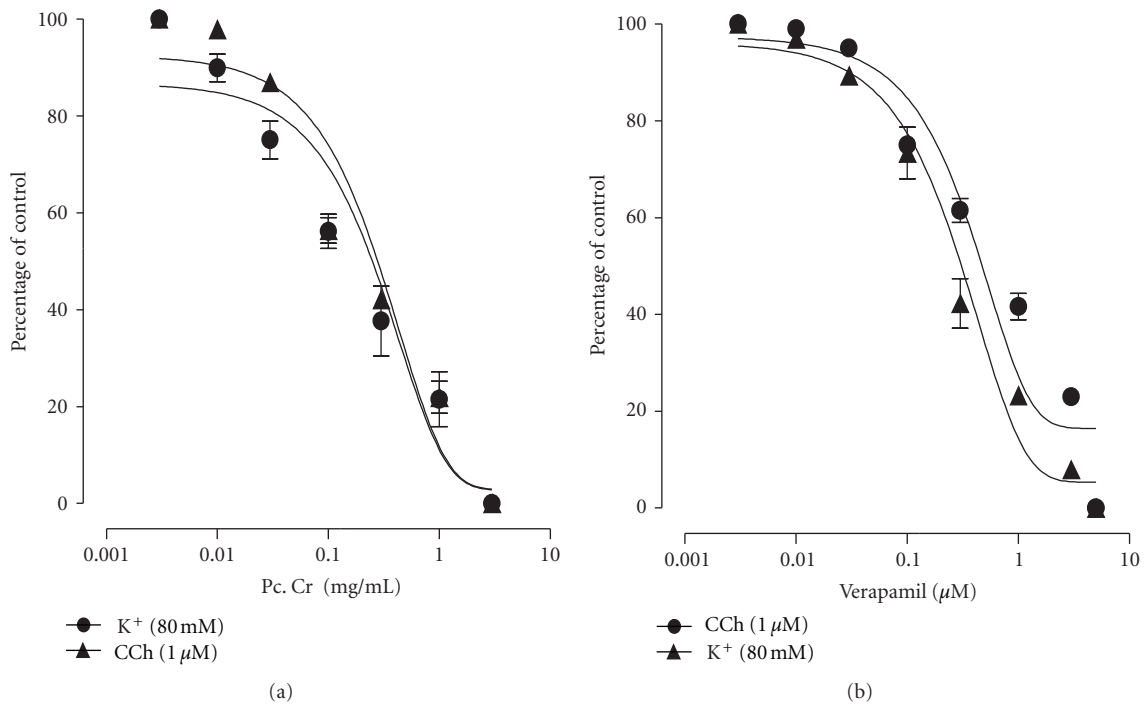 100
80
60
40
20
0
Percentage of control
0.001 0.01 0.1 1 10
Pc. Cr (mg/mL)
K⁺ (80 mM)
CCh (1 μM)
(a)
100
80
60
40
20
0
Percentage of control
0.001 0.01 0.1 1 10
Verapamil (μM)
CCh (1 μM)
K⁺ (80 mM)
(b)